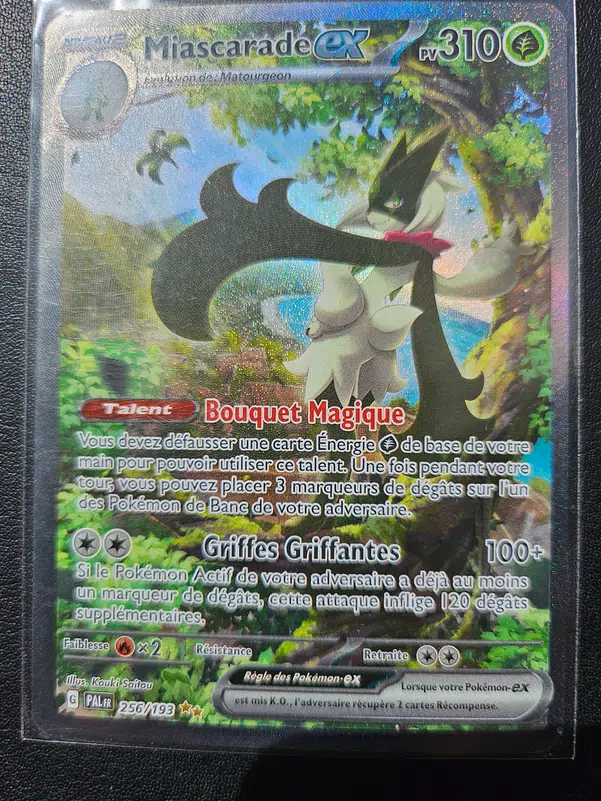 NIVEAU 2
Miascarade ex PV 310
Évolution de : Matourgeon
Talent Bouquet Magique
Vous devez défausser une carte Énergie de base de votre
main pour pouvoir utiliser ce talent. Une fois pendant votre
tour, vous pouvez placer 3 marqueurs de dégâts sur l'un
des Pokémon de Banc de votre adversaire.
Griffes Griffantes 100+
Si le Pokémon Actif de votre adversaire a déjà au moins
un marqueur de dégâts, cette attaque inflige 120 dégâts
supplémentaires.
Faiblesse ×2 Résistance Retraite
Illus. Kouki Saitou
Règle des Pokémon-ex Lorsque votre Pokémon-ex
est mis K.O., l'adversaire récupère 2 cartes Récompense.
G PAL FR 256/193